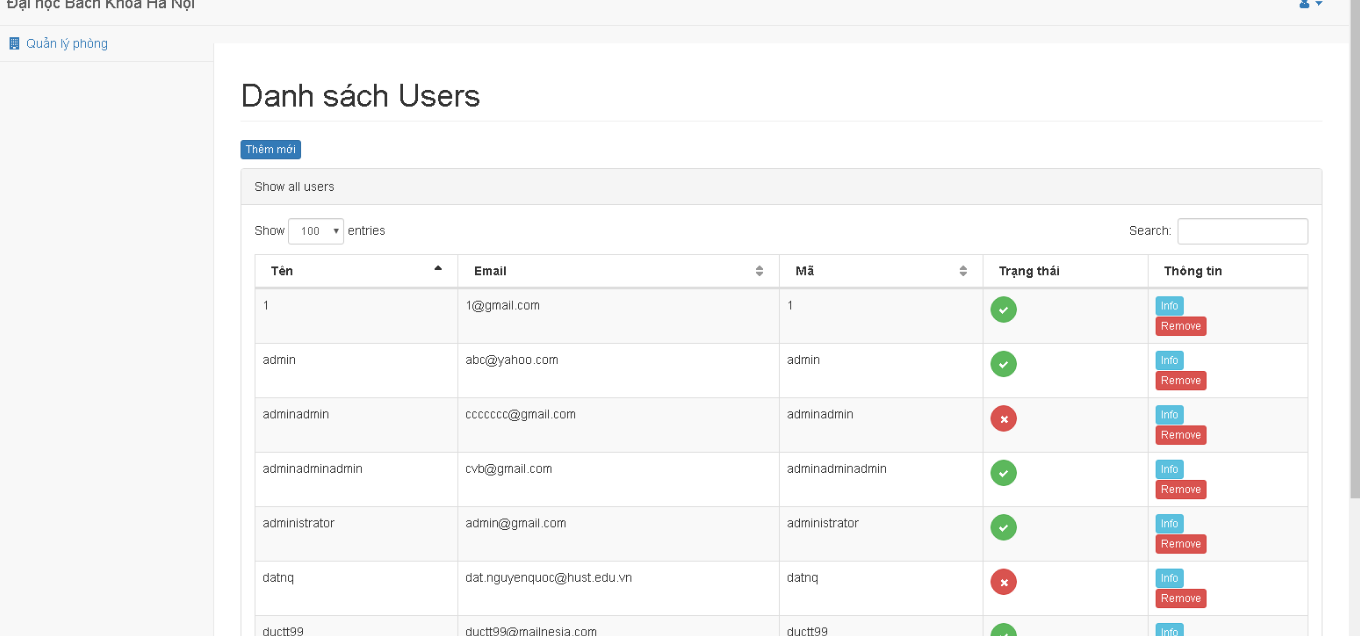 Đại học Bách Khoa Hà Nội
Quản lý phòng
Danh sách Users
Thêm mới
Show all users
Show 100 entries Search:
Tên Email Mã Trạng thái Thông tin
1 1@gmail.com 1 Info
Remove
admin abc@yahoo.com admin Info
Remove
adminadmin ccccccc@gmail.com adminadmin Info
Remove
adminadminadmin cvb@gmail.com adminadminadmin Info
Remove
administrator admin@gmail.com administrator Info
Remove
datnq dat.nguyenquoc@hust.edu.vn datnq Info
Remove
ductt99 ductt99@mailnesia.com ductt99 Info